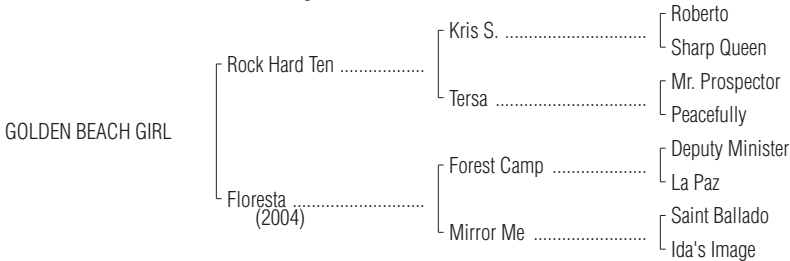 Roberto
Kris S. ..............................
Sharp Queen
Rock Hard Ten ..................
Mr. Prospector
Tersa ................................
Peacefully
GOLDEN BEACH GIRL
Deputy Minister
Forest Camp ....................
La Paz
Floresta ............................
(2004)
Saint Ballado
Mirror Me ........................
Ida's Image